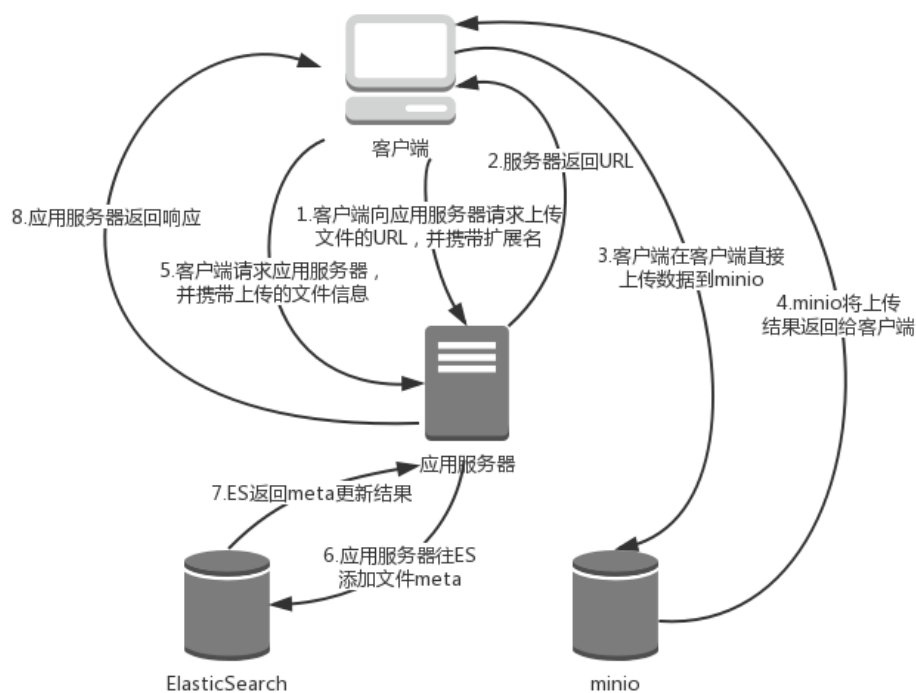 客户端
2.服务器返回URL
8.应用服务器返回响应
1.客户端向应用服务器请求上传
文件的URL，并携带扩展名
3.客户端在客户端直接
上传数据到minio
5.客户端请求应用服务器，
并携带上传的文件信息
4.minio将上传
结果返回给客户端
应用服务器
7.ES返回meta更新结果
6.应用服务器往ES
添加文件meta
ElasticSearch
minio